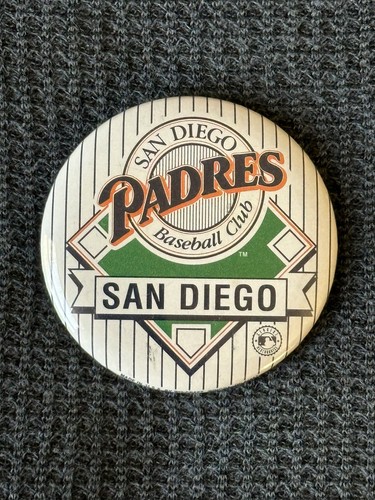 SAN DIEGO
PADRES
Baseball Club
TM
SAN DIEGO